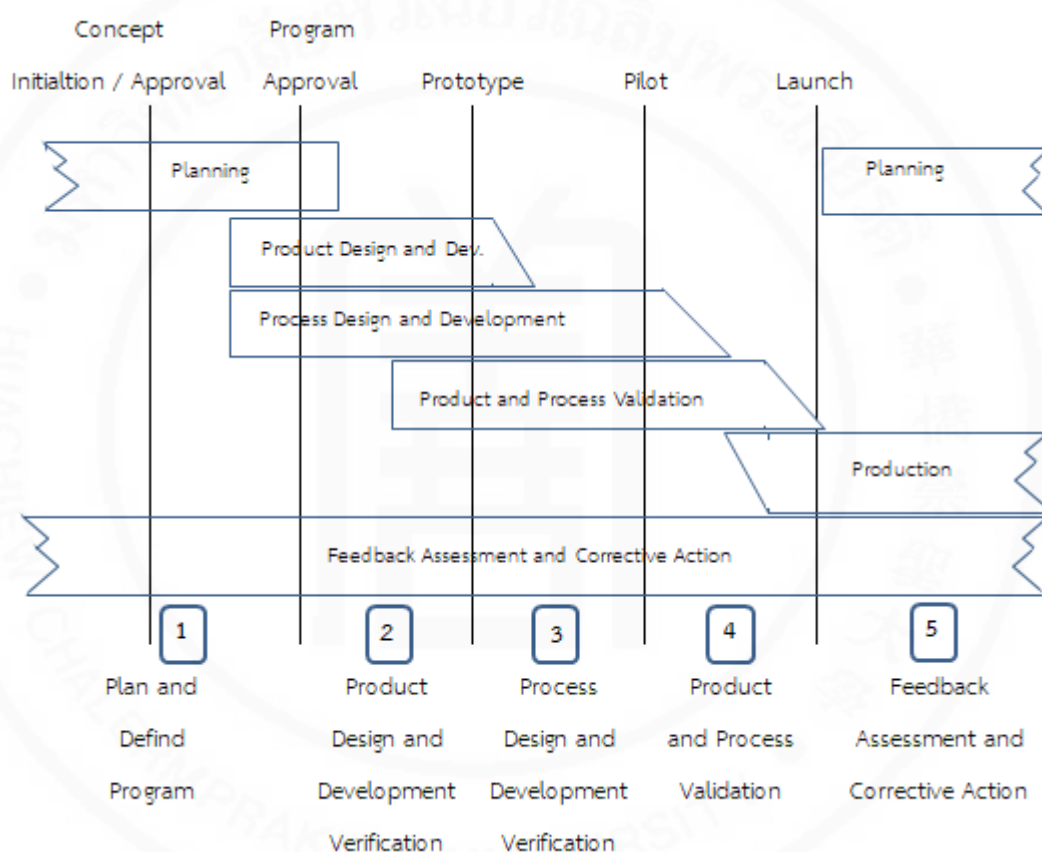 Concept
Program
Initialtion / Approval
Approval
Prototype
Pilot
Launch
Planning
Planning
Product Design and Dev.
Process Design and Development
Product and Process Validation
Production
Feedback Assessment and Corrective Action
1
2
3
4
5
Plan and
Defind
Program
Product
Design and
Development
Verification
Process
Design and
Development
Verification
Product
and Process
Validation
Feedback
Assessment and
Corrective Action